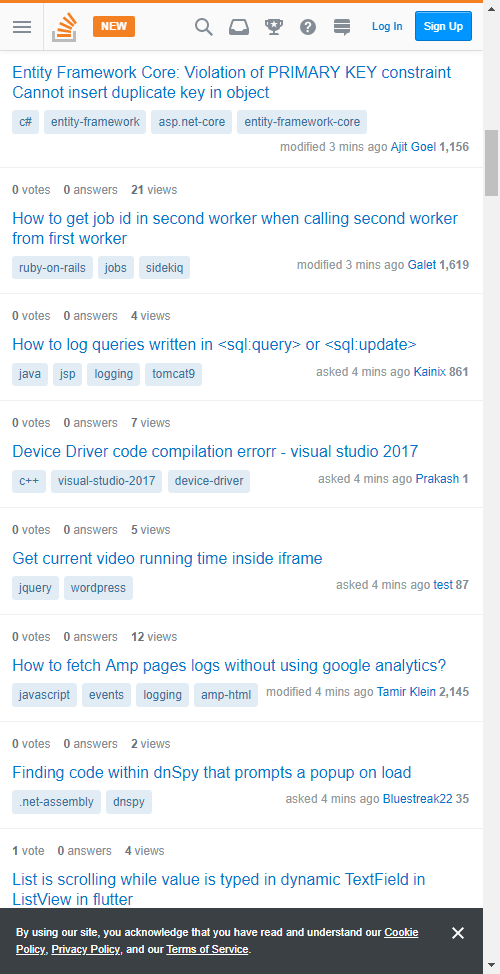 NEW
Log In
Sign Up
Entity Framework Core: Violation of PRIMARY KEY constraint
Cannot insert duplicate key in object
c# entity-framework asp.net-core entity-framework-core
modified 3 mins ago Ajit Goel 1,156
0 votes 0 answers 21 views
How to get job id in second worker when calling second worker
from first worker
ruby-on-rails jobs sidekiq
modified 3 mins ago Galet 1,619
0 votes 0 answers 4 views
How to log queries written in <sql:query> or <sql:update>
java jsp logging tomcat9
asked 4 mins ago Kainix 861
0 votes 0 answers 7 views
Device Driver code compilation errorr - visual studio 2017
c++ visual-studio-2017 device-driver
asked 4 mins ago Prakash 1
0 votes 0 answers 5 views
Get current video running time inside iframe
jquery wordpress
asked 4 mins ago test 87
0 votes 0 answers 12 views
How to fetch Amp pages logs without using google analytics?
javascript events logging amp-html
modified 4 mins ago Tamir Klein 2,145
0 votes 0 answers 2 views
Finding code within dnSpy that prompts a popup on load
.net-assembly dnspy
asked 4 mins ago Bluestreak22 35
1 vote 0 answers 4 views
List is scrolling while value is typed in dynamic TextField in
ListView in flutter
By using our site, you acknowledge that you have read and understand our Cookie
Policy, Privacy Policy, and our Terms of Service.